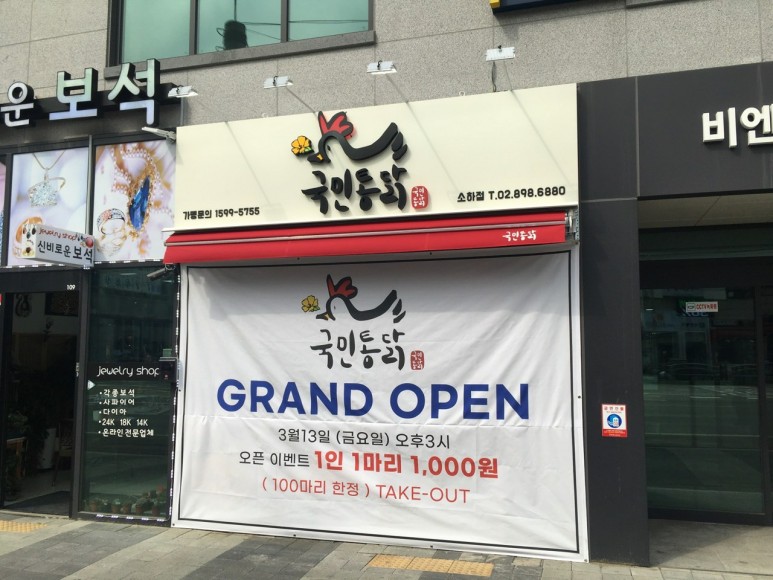 운 보석
비엔
국민통닭
가맹문의 1599-5755
소하점 T.02.898.6880
국민통닭
jewelry shop
신비로운 보석
109
국민통닭
GRAND OPEN
3월13일 (금요일) 오후3시
오픈 이벤트 1인 1마리 1,000원
( 100마리 한정 ) TAKE-OUT
jewelry shop
• 각종보석
• 사파이어
• 다이아
• 24K 18K 14K
• 온라인전문업체